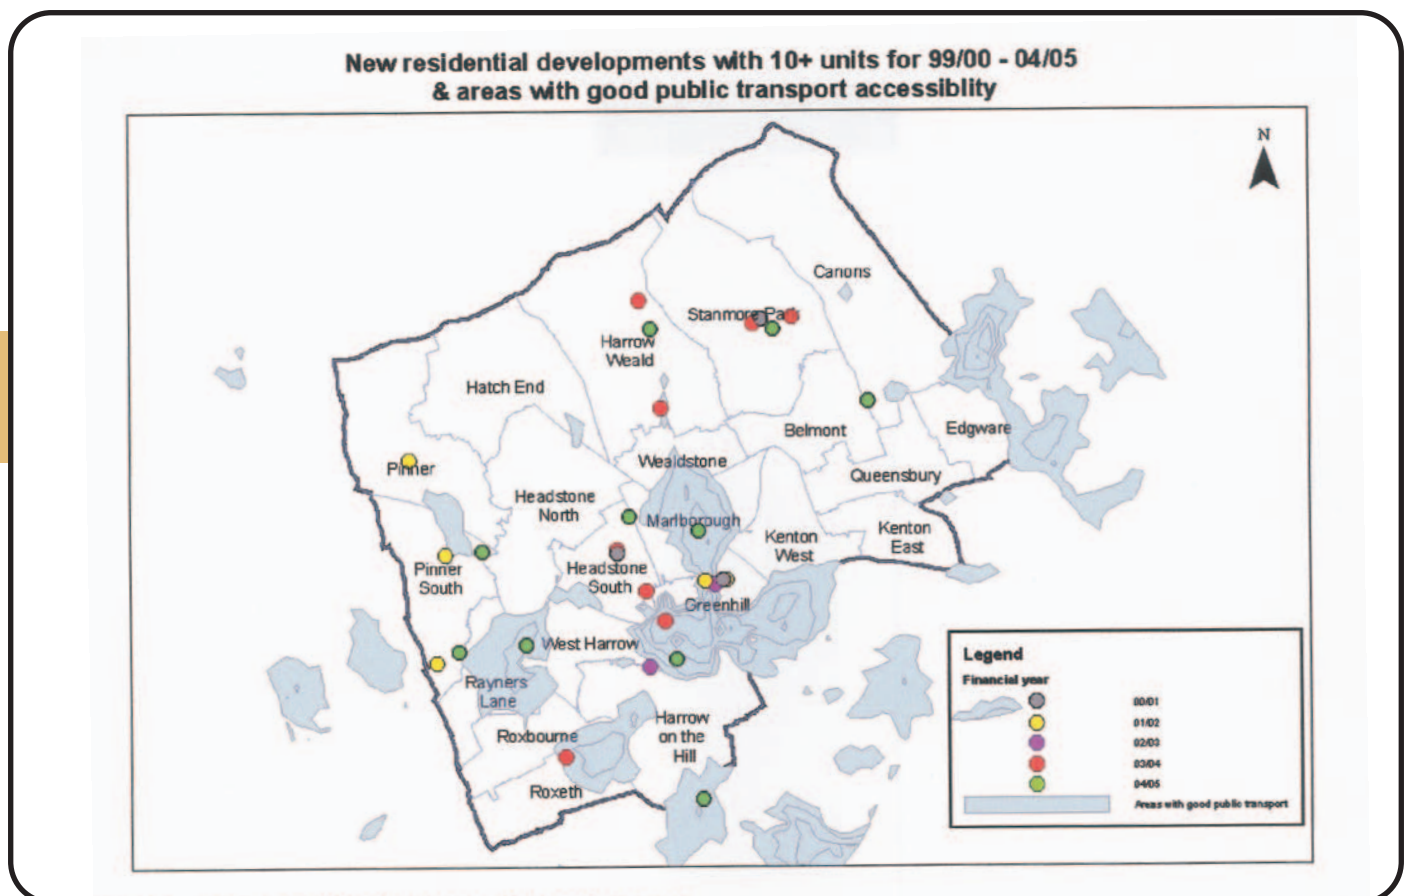 New residential developments with 10+ units for 99/00 - 04/05
& areas with good public transport accessiblity
N
Canons
Stanmore Park
Harrow
Weald
Hatch End
Belmont
Edgware
Pinner
Wealdstone
Queensbury
Headstone
North
Marlborough
Kenton
West
Kenton
East
Pinner
South
Headstone
South
Greenhill
West Harrow
Rayners
Lane
Harrow
on the
Hill
Roxbourne
Roxeth
Legend
Financial year
00/01
01/02
02/03
03/04
04/05
Areas with good public transport